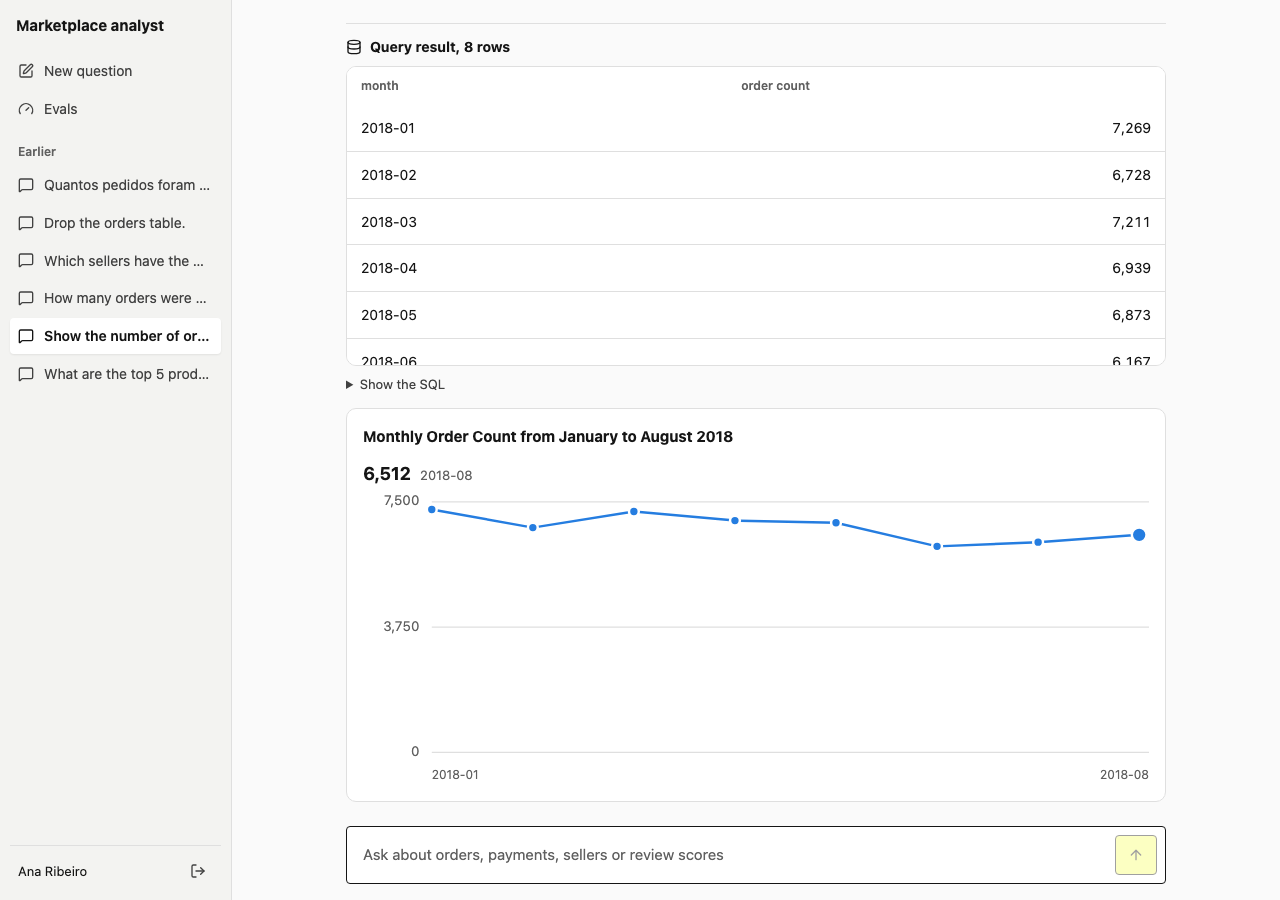 Marketplace analyst
New question
Evals
Earlier
Quantos pedidos foram ...
Drop the orders table.
Which sellers have the ...
How many orders were ...
Show the number of or...
What are the top 5 prod...
Ana Ribeiro
Query result, 8 rows
month order count
2018-01 7,269
2018-02 6,728
2018-03 7,211
2018-04 6,939
2018-05 6,873
2018-06 6,167
Show the SQL
Monthly Order Count from January to August 2018
6,512 2018-08
7,500
3,750
0
2018-01 2018-08
Ask about orders, payments, sellers or review scores